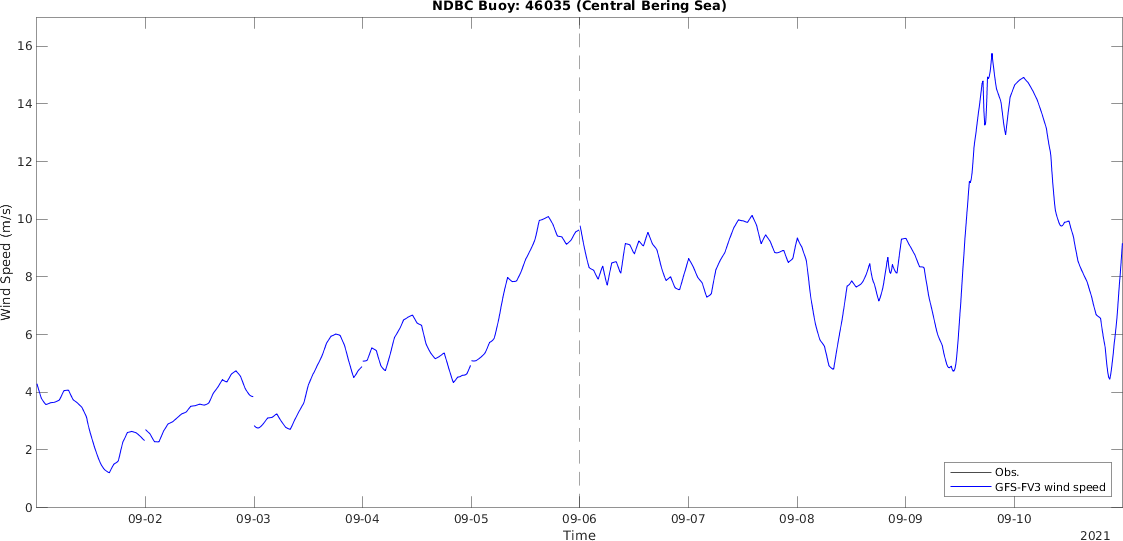 NDBC Buoy: 46035 (Central Bering Sea)
Wind Speed (m/s)
16
14
12
10
8
6
4
2
0
09-02 09-03 09-04 09-05 09-06 09-07 09-08 09-09 09-10
Time
2021
Obs.
GFS-FV3 wind speed